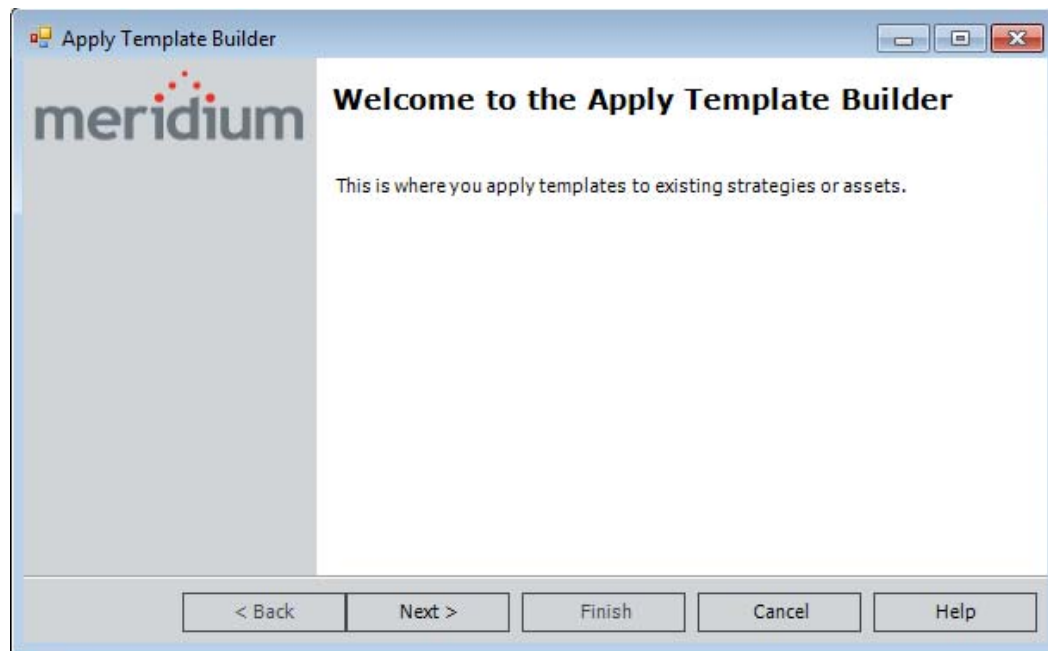 Apply Template Builder
meridium
Welcome to the Apply Template Builder
This is where you apply templates to existing strategies or assets.
< Back
Next >
Finish
Cancel
Help